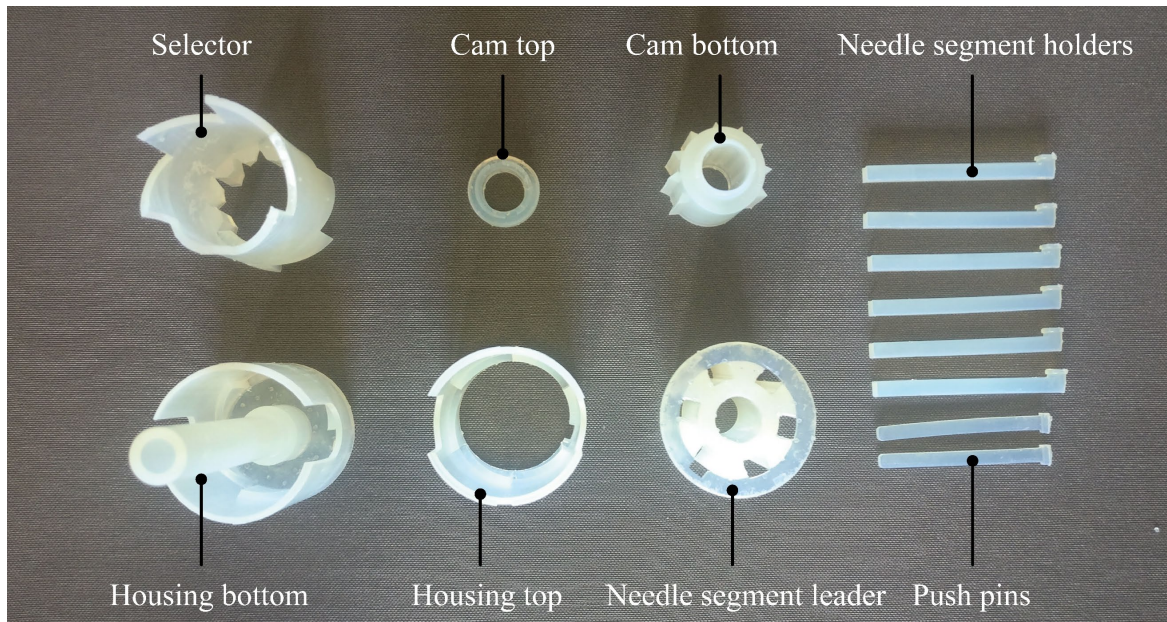 Selector
Cam top
Cam bottom
Needle segment holders
Housing bottom
Housing top
Needle segment leader
Push pins